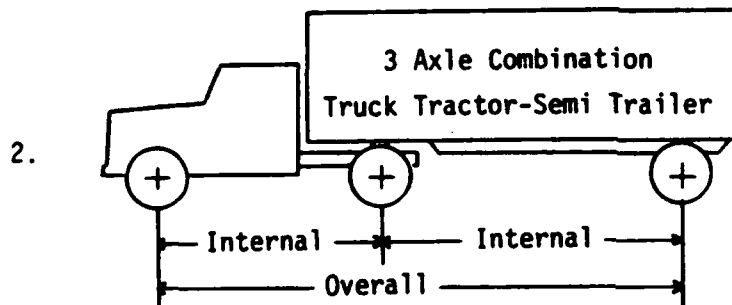 3 Axle Combination
Truck Tractor-Semi Trailer
2.
Internal Internal
Overall